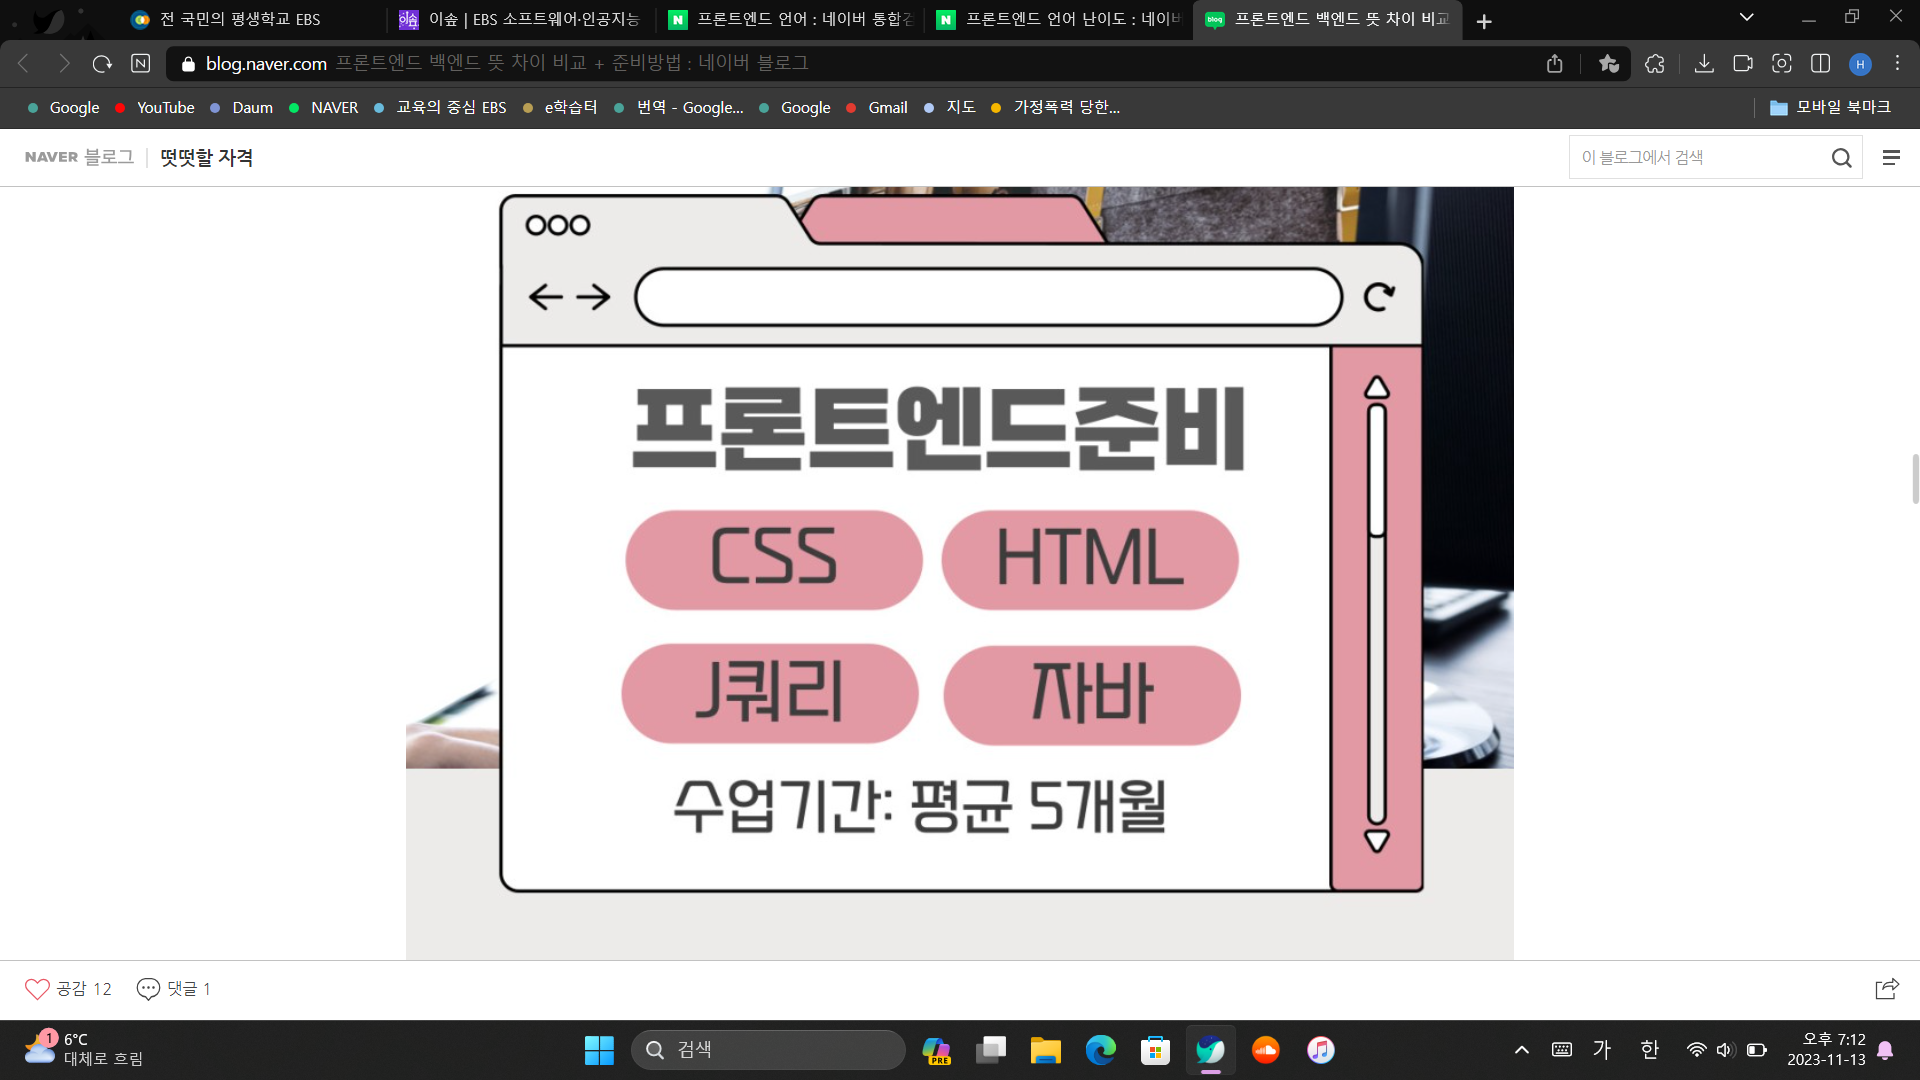 전 국민의 평생학교 EBS
이솦 | EBS 소프트웨어·인공지능
프론트엔드 언어 : 네이버 통합검
프론트엔드 언어 난이도 : 네이버
프론트엔드 백엔드 뜻 차이 비교
blog.naver.com 프론트엔드 백엔드 뜻 차이 비교 + 준비방법 : 네이버 블로그
H
Google YouTube Daum NAVER 교육의 중심 EBS e학습터 번역 - Google... Google Gmail 지도 가정폭력 당한... 모바일 북마크
NAVER 블로그 떳떳할 자격 이 블로그에서 검색
프론트엔드준비
CSS HTML
J쿼리 자바
수업기간: 평균 5개월
공감 12 댓글 1
1
6°C
대체로 흐림
검색
PRE
가 한
오후 7:12
2023-11-13